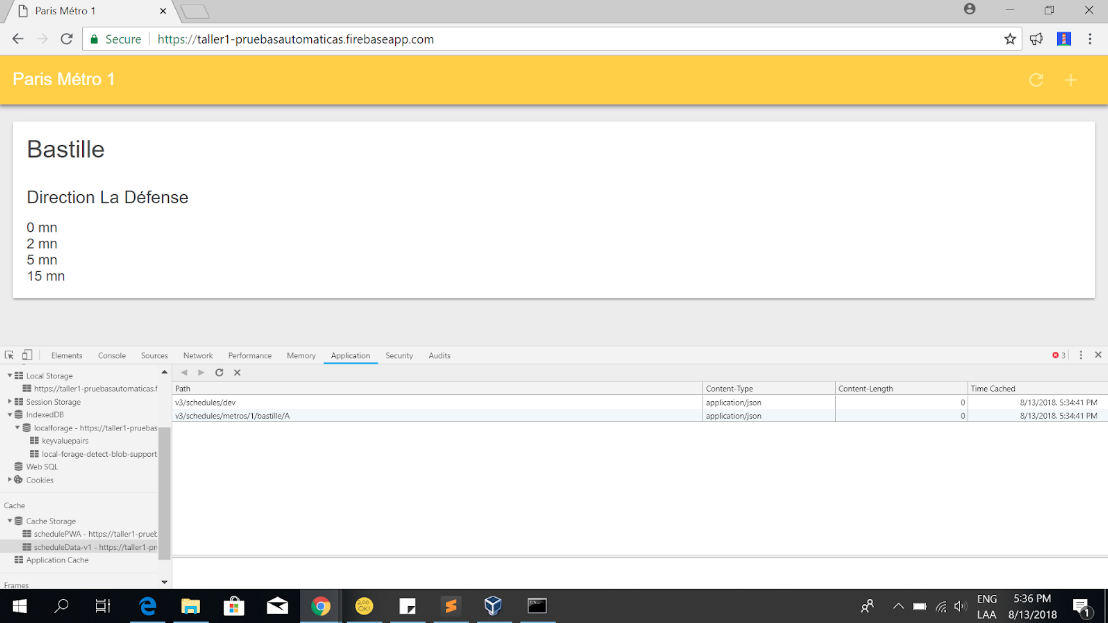 Paris Métro 1
Secure
https://taller1-pruebasautomaticas.firebaseapp.com
Paris Métro 1
Bastille
Direction La Défense
0 mn
2 mn
5 mn
15 mn
Elements Console Sources Network Performance Memory Application Security Audits 3
Local Storage
https://taller1-pruebasautomaticas.f
Session Storage
IndexedDB
localforage - https://taller1-pruebas
keyvaluepairs
local-forage-detect-blob-support
Web SQL
Cookies
Cache
Cache Storage
schedulePWA - https://taller1-prueb
scheduleData-v1 - https://taller1-pr
Application Cache
Frames
Path Content-Type Content-Length Time Cached
v3/schedules/dev application/json 0 8/13/2018, 5:34:41 PM
v3/schedules/metros/1/bastille/A application/json 0 8/13/2018, 5:34:41 PM
ENG 5:36 PM
LAA 8/13/2018
1